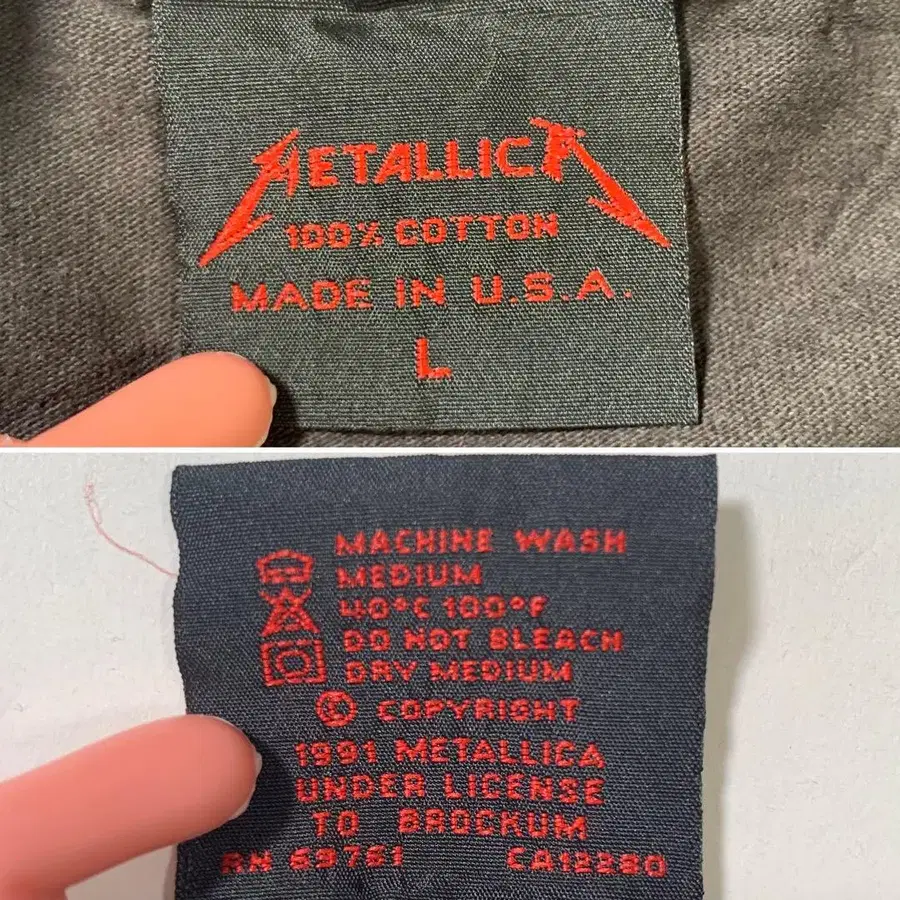 METALLICA
100% COTTON
MADE IN U.S.A.
L
MACHINE WASH
MEDIUM
40°C 100°F
DO NOT BLEACH
DRY MEDIUM
© COPYRIGHT
1991 METALLICA
UNDER LICENSE
TO BROCKUM
RN 69761 CA12280